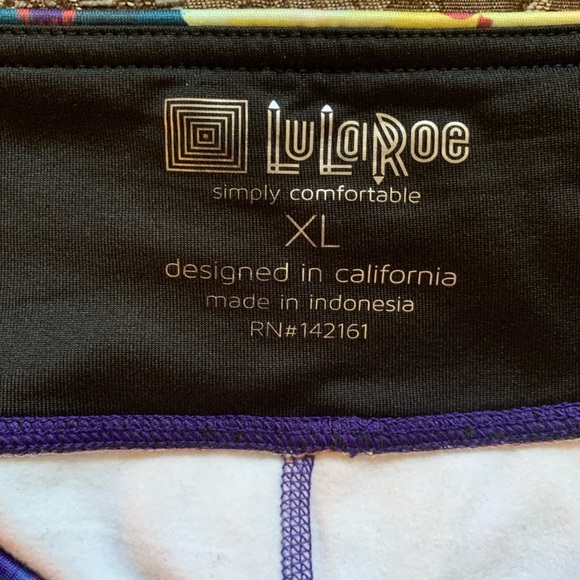 LuLaRoe
simply comfortable
XL
designed in california
made in indonesia
RN#142161